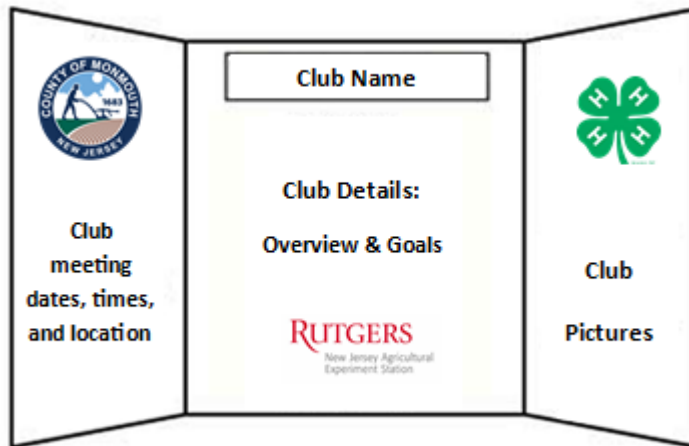 COUNTY OF MONMOUTH
1683
NEW JERSEY
Club
meeting
dates, times,
and location
Club Name
Club Details:
Overview & Goals
RUTGERS
New Jersey Agricultural
Experiment Station
H H
H H
Club
Pictures